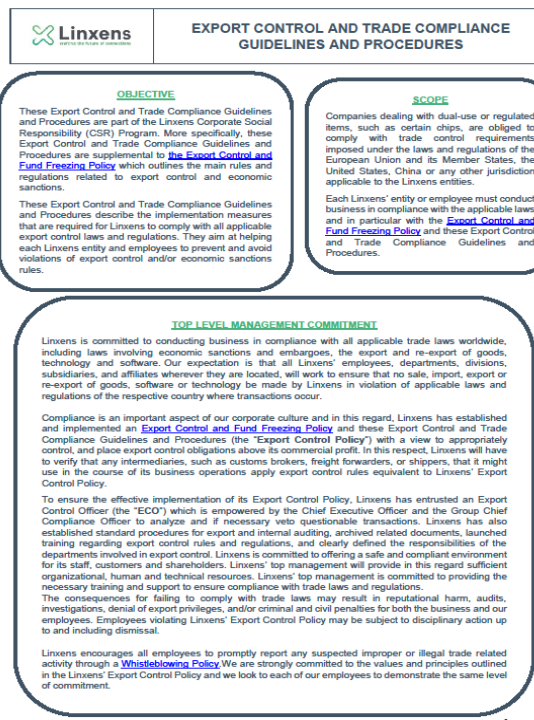 Linxens
EXPORT CONTROL AND TRADE COMPLIANCE
GUIDELINES AND PROCEDURES
OBJECTIVE
These Export Control and Trade Compliance Guidelines
and Procedures are part of the Linxens Corporate Social
Responsibility (CSR) Program. More specifically, these
Export Control and Trade Compliance Guidelines and
Procedures are supplemental to the Export Control and
Fund Freezing Policy which outlines the main rules and
regulations related to export control and economic
sanctions.
These Export Control and Trade Compliance Guidelines
and Procedures describe the implementation measures
that are required for Linxens to comply with all applicable
export control laws and regulations. They aim at helping
each Linxens entity and employees to prevent and avoid
violations of export control and/or economic sanctions
rules.
SCOPE
Companies dealing with dual-use or regulated
items, such as certain chips, are obliged to
comply with trade control requirements
imposed under the laws and regulations of the
European Union and its Member States, the
United States, China or any other jurisdiction
applicable to the Linxens entities.
Each Linxens' entity or employee must conduct
business in compliance with the applicable laws
and in particular with the Export Control and
Fund Freezing Policy and these Export Control
and Trade Compliance Guidelines and
Procedures.
TOP LEVEL MANAGEMENT COMMITMENT
Linxens is committed to conducting business in compliance with all applicable trade laws worldwide,
including laws involving economic sanctions and embargoes, the export and re-export of goods,
technology and software. Our expectation is that all Linxens' employees, departments, divisions,
subsidiaries, and affiliates wherever they are located, will work to ensure that no sale, import, export or
re-export of goods, software or technology be made by Linxens in violation of applicable laws and
regulations of the respective country where transactions occur.
Compliance is an important aspect of our corporate culture and in this regard, Linxens has established
and implemented an Export Control and Fund Freezing Policy and these Export Control and Trade
Compliance Guidelines and Procedures (the "Export Control Policy") with a view to appropriately
control, and place export control obligations above its commercial profit. In this respect, Linxens will have
to verify that any intermediaries, such as customs brokers, freight forwarders, or shippers, that it might
use in the course of its business operations apply export control rules equivalent to Linxens' Export
Control Policy.
To ensure the effective implementation of its Export Control Policy, Linxens has entrusted an Export
Control Officer (the "ECO") which is empowered by the Chief Executive Officer and the Group Chief
Compliance Officer to analyze and if necessary veto questionable transactions. Linxens has also
established standard procedures for export and internal auditing, archived related documents, launched
training regarding export control rules and regulations, and clearly defined the responsibilities of the
departments involved in export control. Linxens is committed to offering a safe and compliant environment
for its staff, customers and shareholders. Linxens' top management will provide in this regard sufficient
organizational, human and technical resources. Linxens' top management is committed to providing the
necessary training and support to ensure compliance with trade laws and regulations.
The consequences for failing to comply with trade laws may result in reputational harm, audits,
investigations, denial of export privileges, and/or criminal and civil penalties for both the business and our
employees. Employees violating Linxens' Export Control Policy may be subject to disciplinary action up
to and including dismissal.
Linxens encourages all employees to promptly report any suspected improper or illegal trade related
activity through a Whistleblowing Policy.We are strongly committed to the values and principles outlined
in the Linxens' Export Control Policy and we look to each of our employees to demonstrate the same level
of commitment.